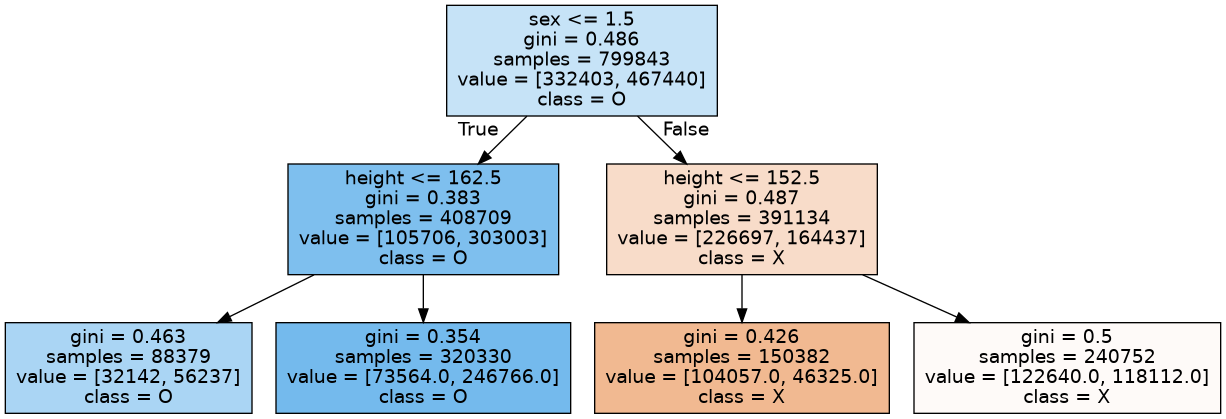 sex <= 1.5
gini = 0.486
samples = 799843
value = [332403, 467440]
class = O
True
False
height <= 162.5
gini = 0.383
samples = 408709
value = [105706, 303003]
class = O
height <= 152.5
gini = 0.487
samples = 391134
value = [226697, 164437]
class = X
gini = 0.463
samples = 88379
value = [32142, 56237]
class = O
gini = 0.354
samples = 320330
value = [73564.0, 246766.0]
class = O
gini = 0.426
samples = 150382
value = [104057.0, 46325.0]
class = X
gini = 0.5
samples = 240752
value = [122640.0, 118112.0]
class = X